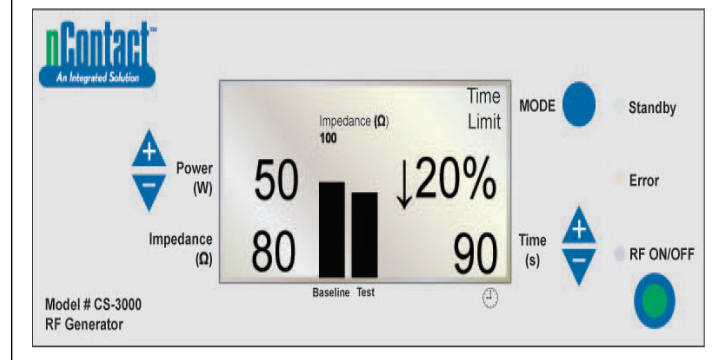 nContact™
An Integrated Solution
Time
Limit
MODE
Standby
Impedance (Ω)
100
Power
(W)
50
↓20%
Error
Impedance
(Ω)
80
90
Time
(s)
RF ON/OFF
Baseline Test
Model # CS-3000
RF Generator